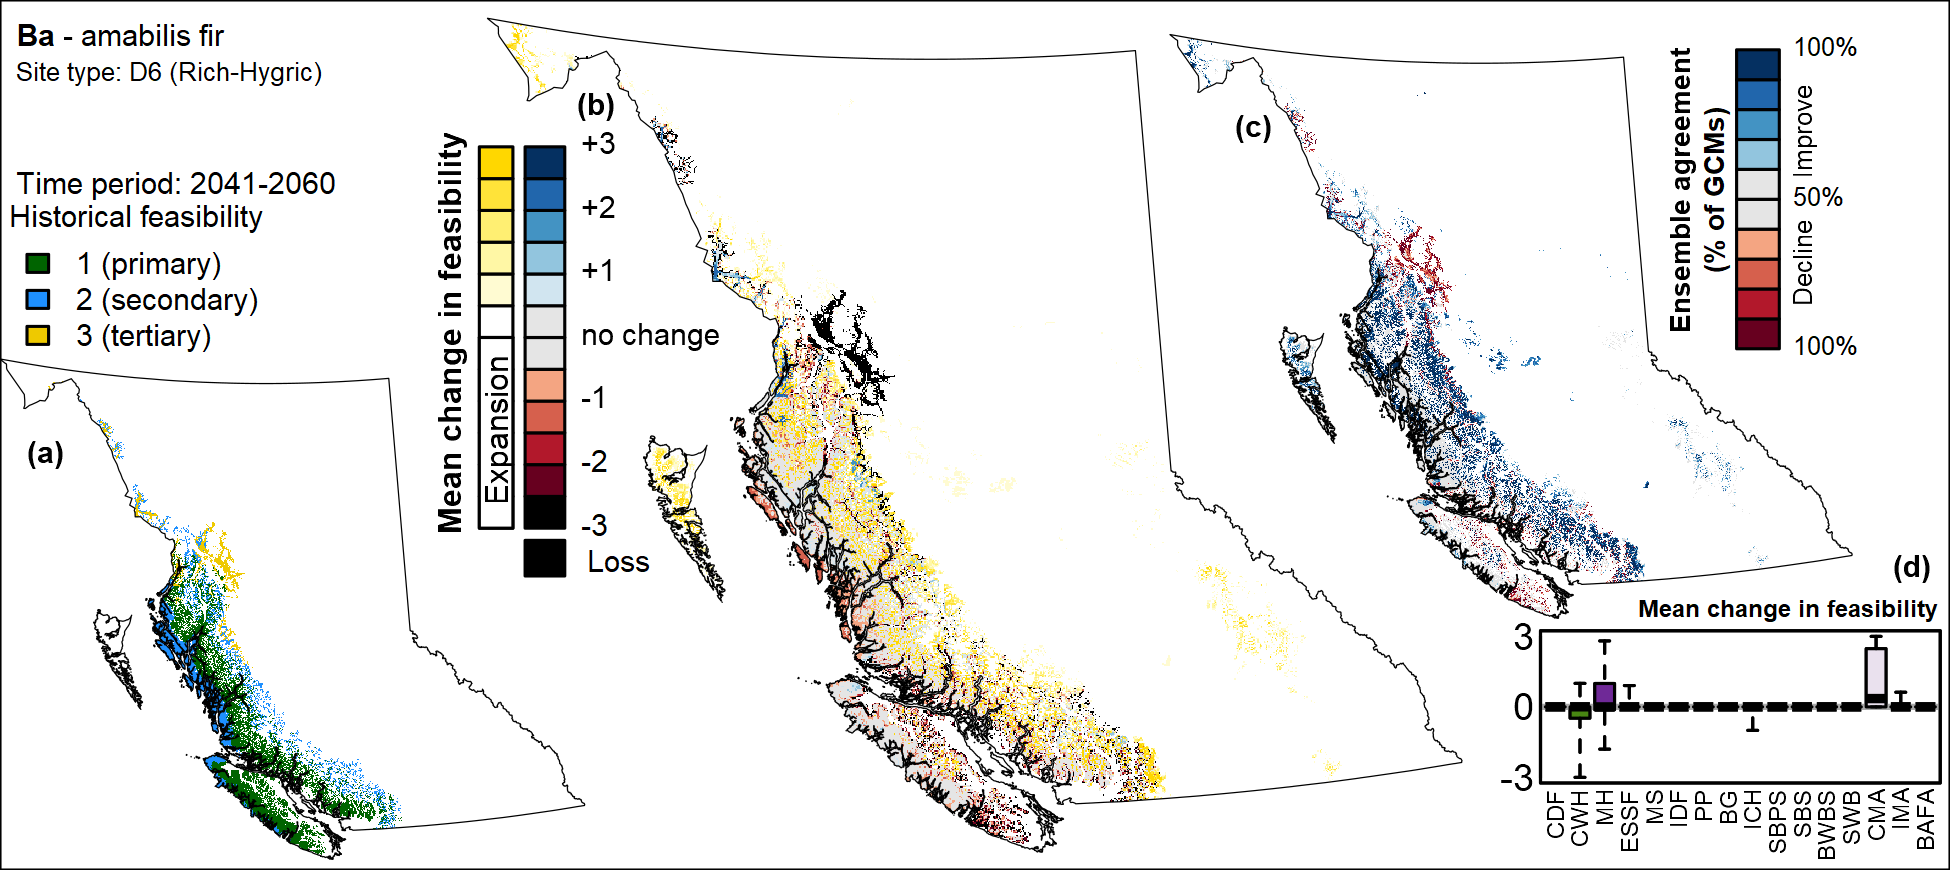 Ba - amabilis fir
Site type: D6 (Rich-Hygric)
Time period: 2041-2060
Historical feasibility
1 (primary)
2 (secondary)
3 (tertiary)
(a)
(b)
Mean change in feasibility
Expansion
+3
+2
+1
no change
-1
-2
-3
Loss
(c)
Ensemble agreement
(% of GCMs)
100%
Improve
50%
Decline
100%
(d)
Mean change in feasibility
3
0
-3
CDF
CWH
MH
ESSF
MS
IDF
PP
BG
ICH
SBPS
SBS
BWBS
SWB
CMA
IMA
BAFA